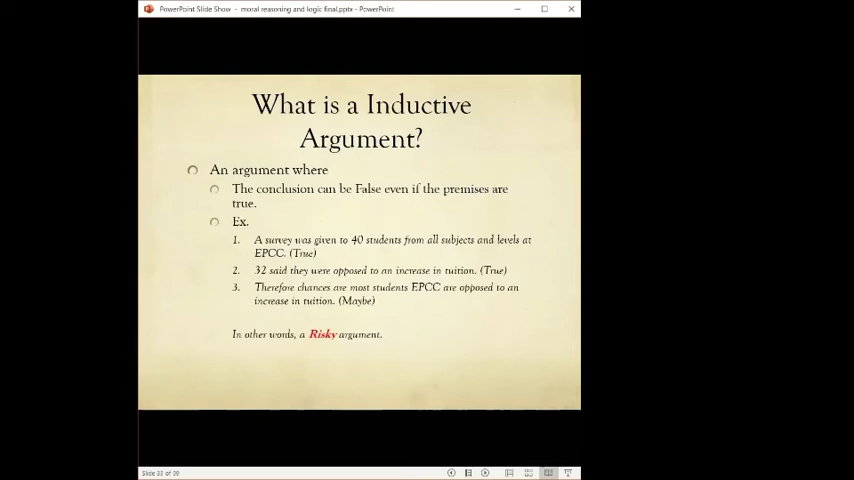 PowerPoint Slide Show - moral reasoning and logic final.pptx - PowerPoint
What is a Inductive
Argument?
An argument where
The conclusion can be False even if the premises are
true.
Ex.
1. A survey was given to 40 students from all subjects and levels at
EPCC. (True)
2. 32 said they were opposed to an increase in tuition. (True)
3. Therefore chances are most students EPCC are opposed to an
increase in tuition. (Maybe)
In other words, a Risky argument.